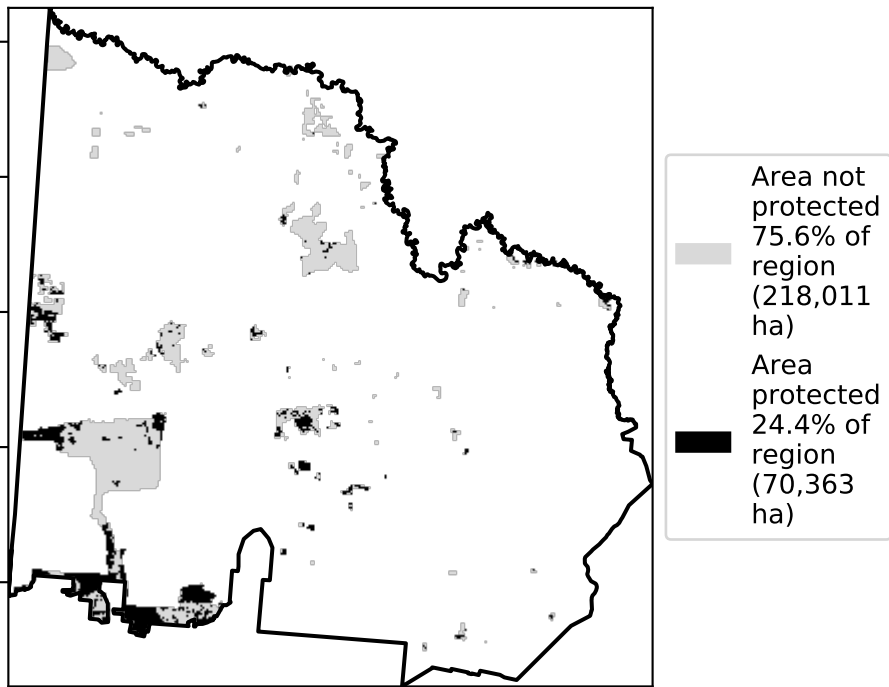 Area not
protected
75.6% of
region
(218,011
ha)
Area
protected
24.4% of
region
(70,363
ha)